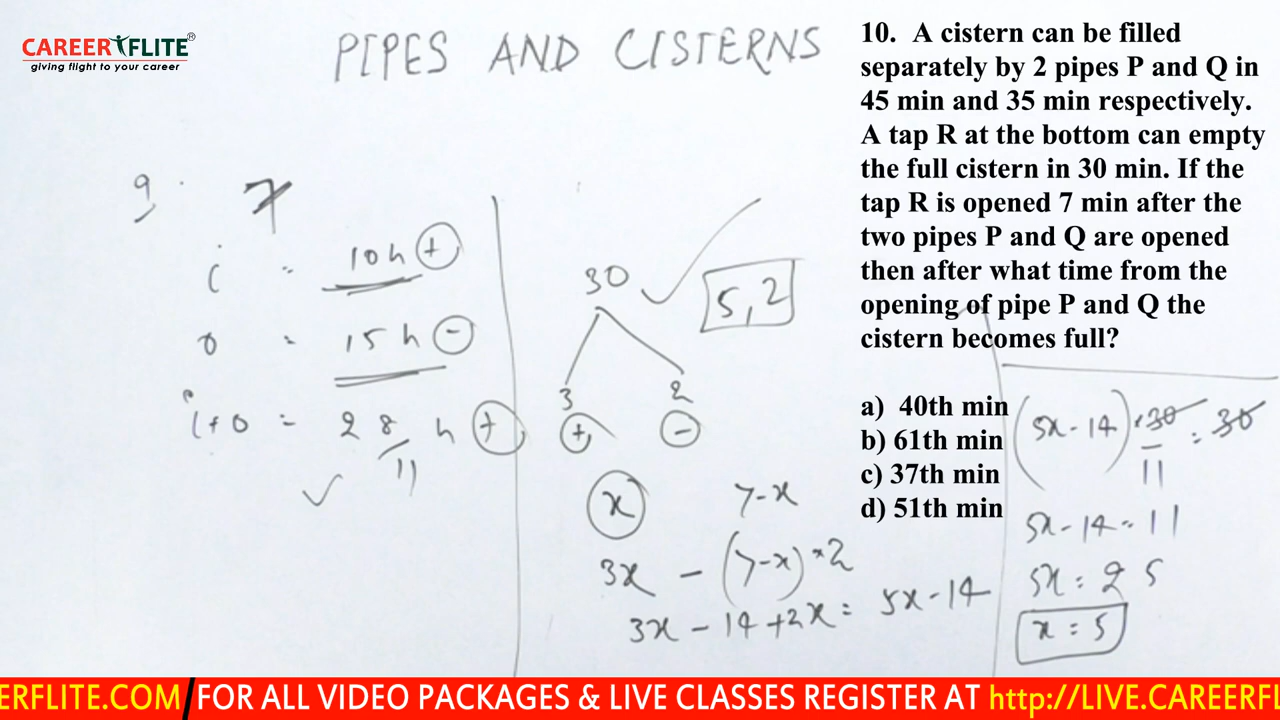 CAREER FLITE®
giving flight to your career
PIPES AND CISTERNS
10. A cistern can be filled
separately by 2 pipes P and Q in
45 min and 35 min respectively.
A tap R at the bottom can empty
the full cistern in 30 min. If the
tap R is opened 7 min after the
two pipes P and Q are opened
then after what time from the
opening of pipe P and Q the
cistern becomes full?
a) 40th min
b) 61th min
c) 37th min
d) 51th min
9. 7
i = 10h +
o = 15h -
i+o = 28/11 h +
30
5,2
3 2
+ -
x 7-x
3x - (7-x)*2
3x - 14 + 2x = 5x - 14
(5x-14) * 30/11 = 30
5x - 14 = 11
5x = 25
x = 5
ERFLITE.COM / FOR ALL VIDEO PACKAGES & LIVE CLASSES REGISTER AT http://LIVE.CAREERFL